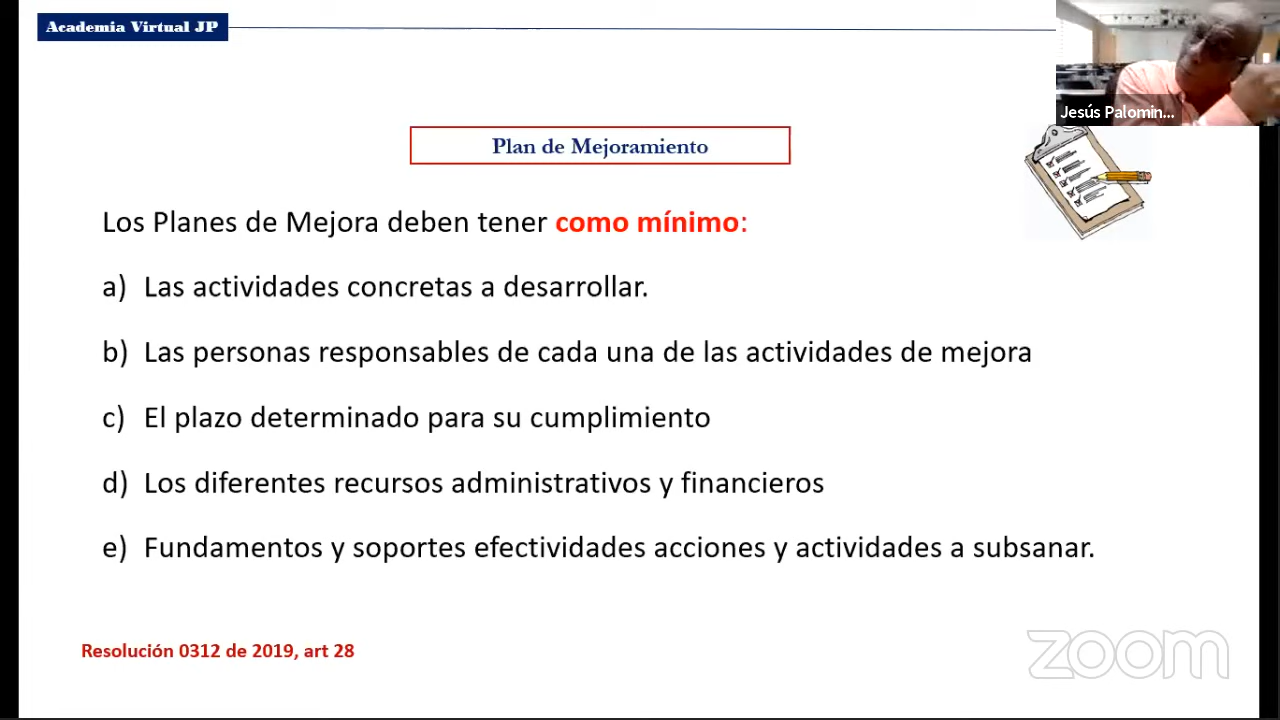 Academia Virtual JP
Jesús Palomin...
Plan de Mejoramiento
Los Planes de Mejora deben tener como mínimo:
a) Las actividades concretas a desarrollar.
b) Las personas responsables de cada una de las actividades de mejora
c) El plazo determinado para su cumplimiento
d) Los diferentes recursos administrativos y financieros
e) Fundamentos y soportes efectividades acciones y actividades a subsanar.
Resolución 0312 de 2019, art 28
zoom